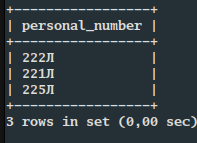 +-----------------+
| personal_number |
+-----------------+
| 222Л            |
| 221Л            |
| 225Л            |
+-----------------+
3 rows in set (0,00 sec)